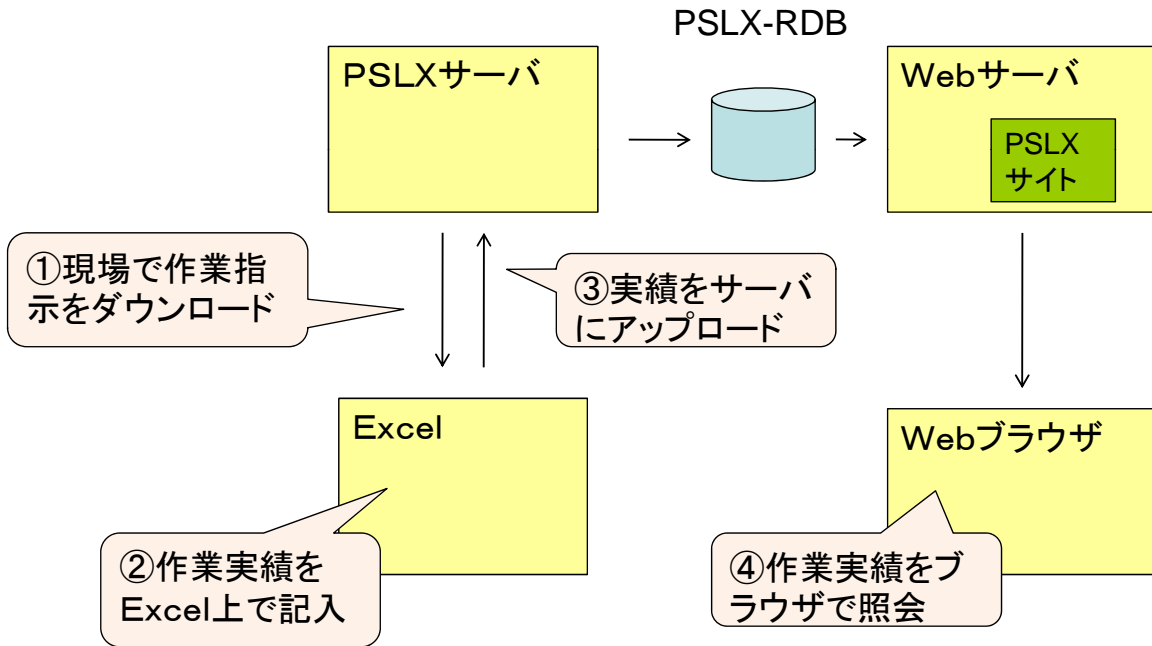 PSLX-RDB
PSLXサーバ
Webサーバ
PSLX
サイト
①現場で作業指
示をダウンロード
③実績をサーバ
にアップロード
Excel
Webブラウザ
②作業実績を
Excel上で記入
④作業実績をブ
ラウザで照会